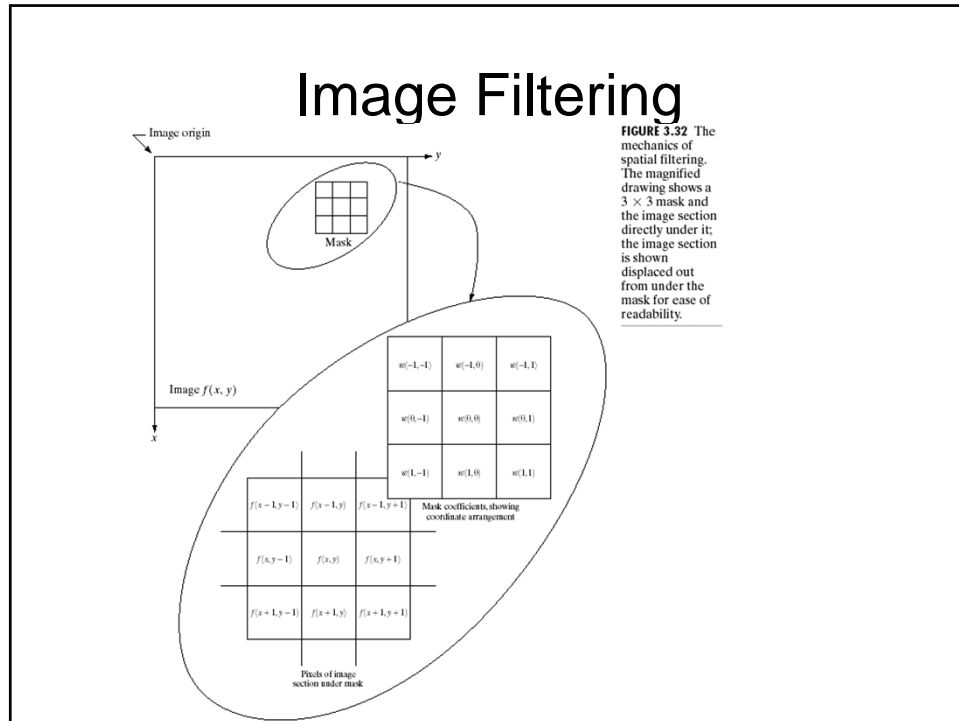 Image Filtering
Image origin
y
Mask
FIGURE 3.32 The
mechanics of
spatial filtering.
The magnified
drawing shows a
3 × 3 mask and
the image section
directly under it;
the image section
is shown
displaced out
from under the
mask for ease of
readability.
Image f(x, y)
x
w(−1,−1) w(−1,0) w(−1,1)
w(0,−1) w(0,0) w(0,1)
w(1,−1) w(1,0) w(1,1)
Mask coefficients, showing
coordinate arrangement
f(x−1,y−1) f(x−1,y) f(x−1,y+1)
f(x,y−1) f(x,y) f(x,y+1)
f(x+1,y−1) f(x+1,y) f(x+1,y+1)
Pixels of image
section under mask